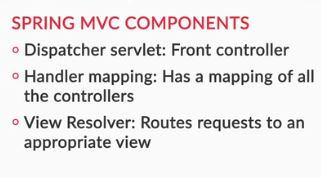 SPRING MVC COMPONENTS
Dispatcher servlet: Front controller
Handler mapping: Has a mapping of all
the controllers
View Resolver: Routes requests to an
appropriate view